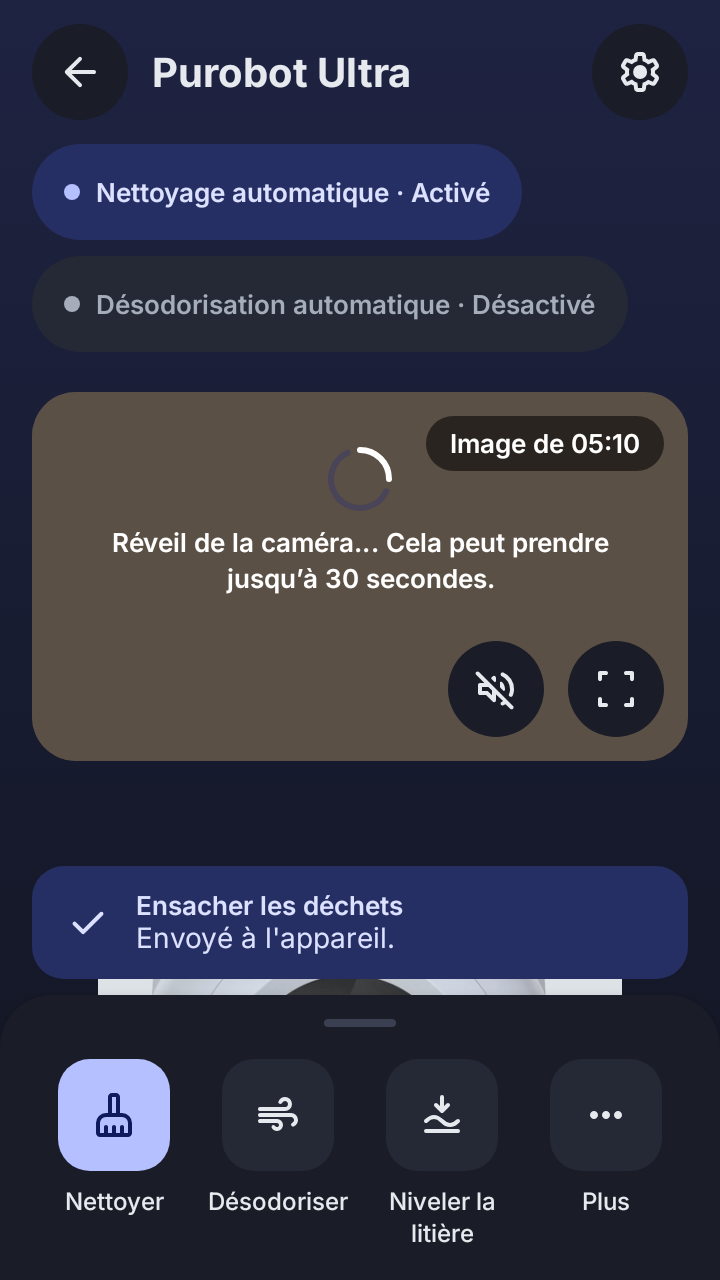 Purobot Ultra
Nettoyage automatique · Activé
Désodorisation automatique · Désactivé
Image de 05:10
Réveil de la caméra… Cela peut prendre
jusqu’à 30 secondes.
Ensacher les déchets
Envoyé à l'appareil.
Nettoyer
Désodoriser
Niveler la
litière
Plus